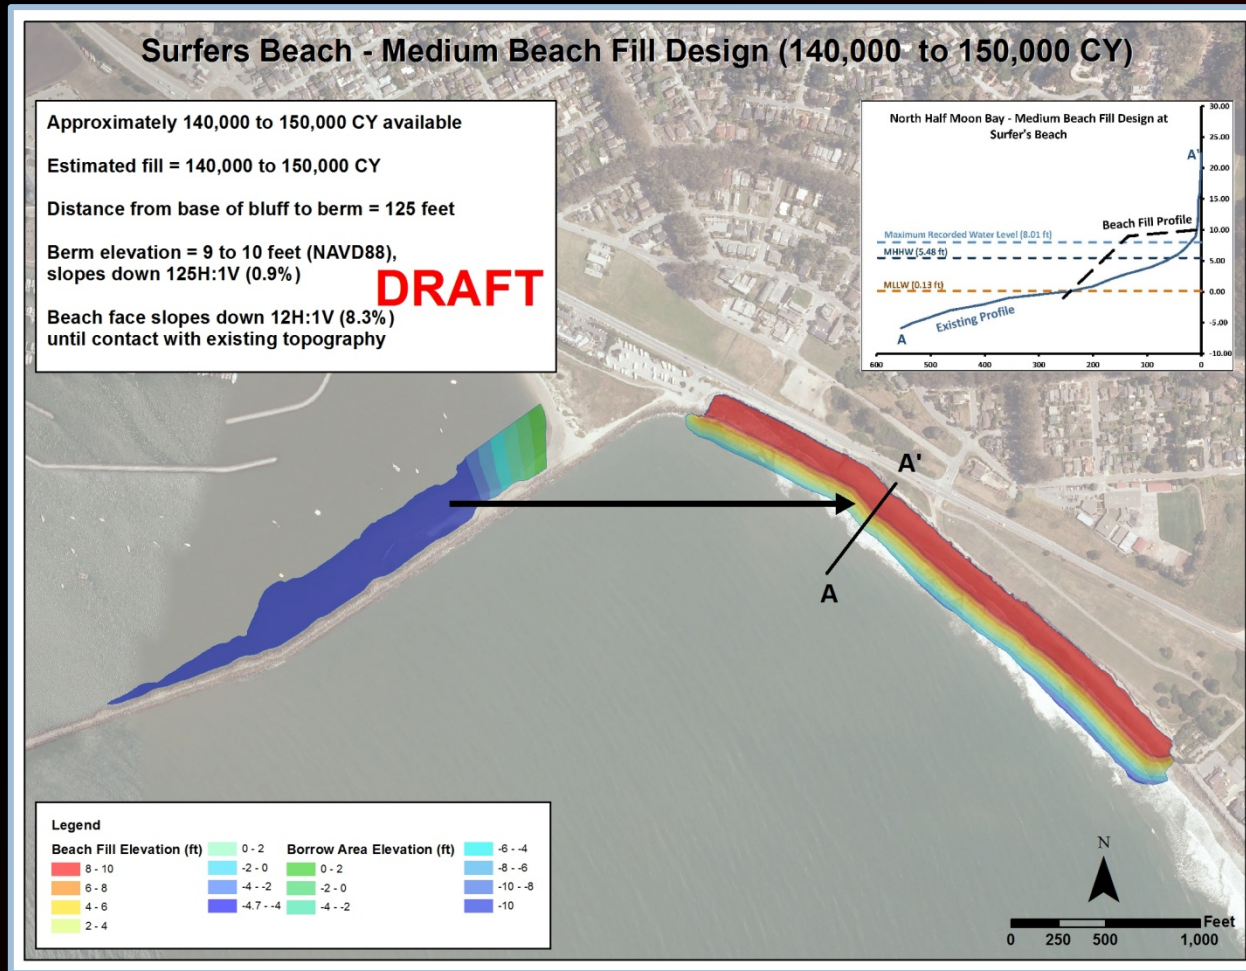 Surfers Beach - Medium Beach Fill Design (140,000 to 150,000 CY)
Approximately 140,000 to 150,000 CY available
Estimated fill = 140,000 to 150,000 CY
Distance from base of bluff to berm = 125 feet
Berm elevation = 9 to 10 feet (NAVD88),
slopes down 125H:1V (0.9%)
DRAFT
Beach face slopes down 12H:1V (8.3%)
until contact with existing topography
North Half Moon Bay - Medium Beach Fill Design at
Surfer's Beach
30.00
25.00
20.00
15.00
10.00
5.00
0.00
-5.00
-10.00
A'
Beach Fill Profile
Maximum Recorded Water Level (8.01 ft)
MHHW (5.48 ft)
MLLW (0.13 ft)
Existing Profile
A
600 500 400 300 200 100 0
A'
A
Legend
Beach Fill Elevation (ft)
8 - 10
6 - 8
4 - 6
2 - 4
0 - 2
-2 - 0
-4 - -2
-4.7 - -4
Borrow Area Elevation (ft)
0 - 2
-2 - 0
-4 - -2
-6 - -4
-8 - -6
-10 - -8
-10
N
Feet
0 250 500 1,000